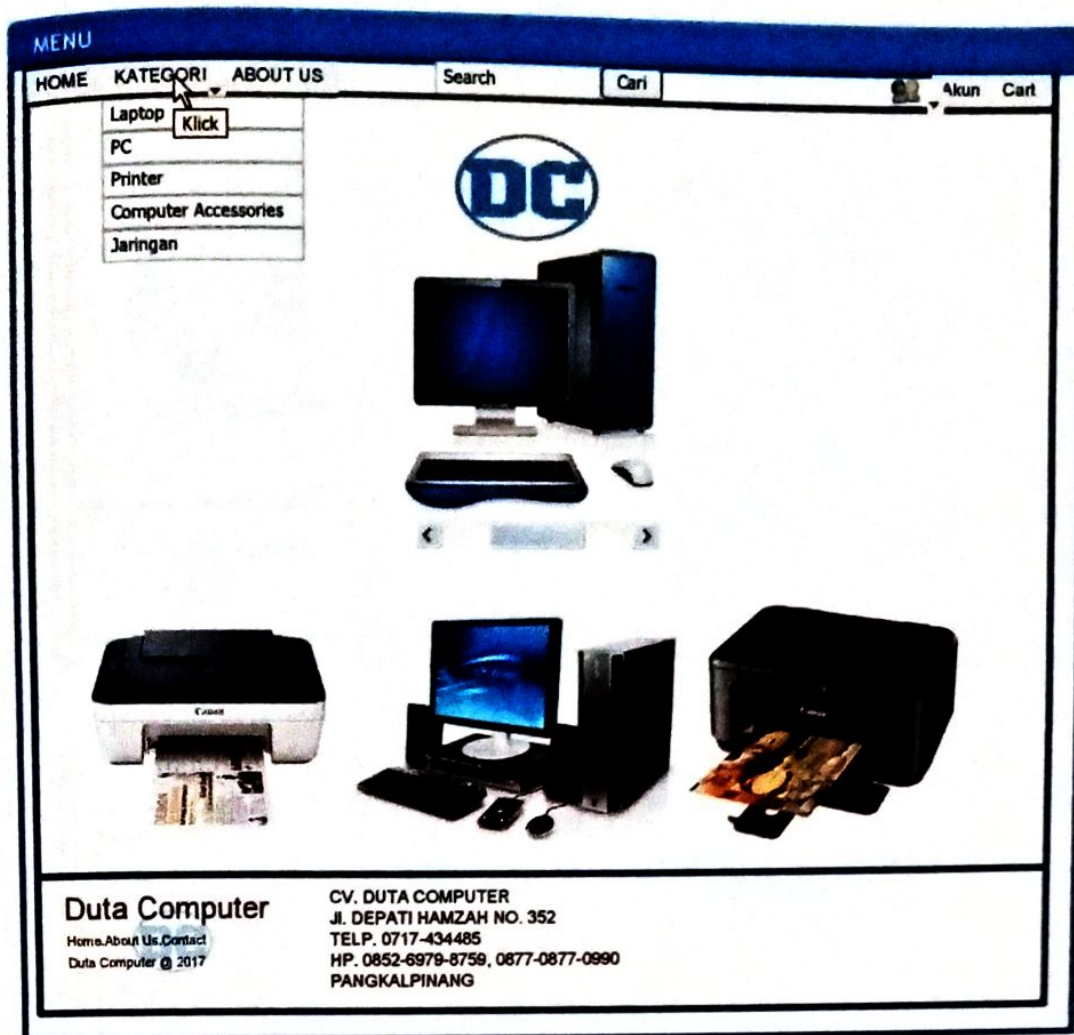 MENU
HOME KATEGORI ABOUT US Search Cari Akun Cart
Laptop
Klick
PC
Printer
Computer Accessories
Jaringan
DC
Canon
Duta Computer
Home.About Us.Contact
Duta Computer @ 2017
CV. DUTA COMPUTER
Jl. DEPATI HAMZAH NO. 352
TELP. 0717-434485
HP. 0852-6979-8759, 0877-0877-0990
PANGKALPINANG